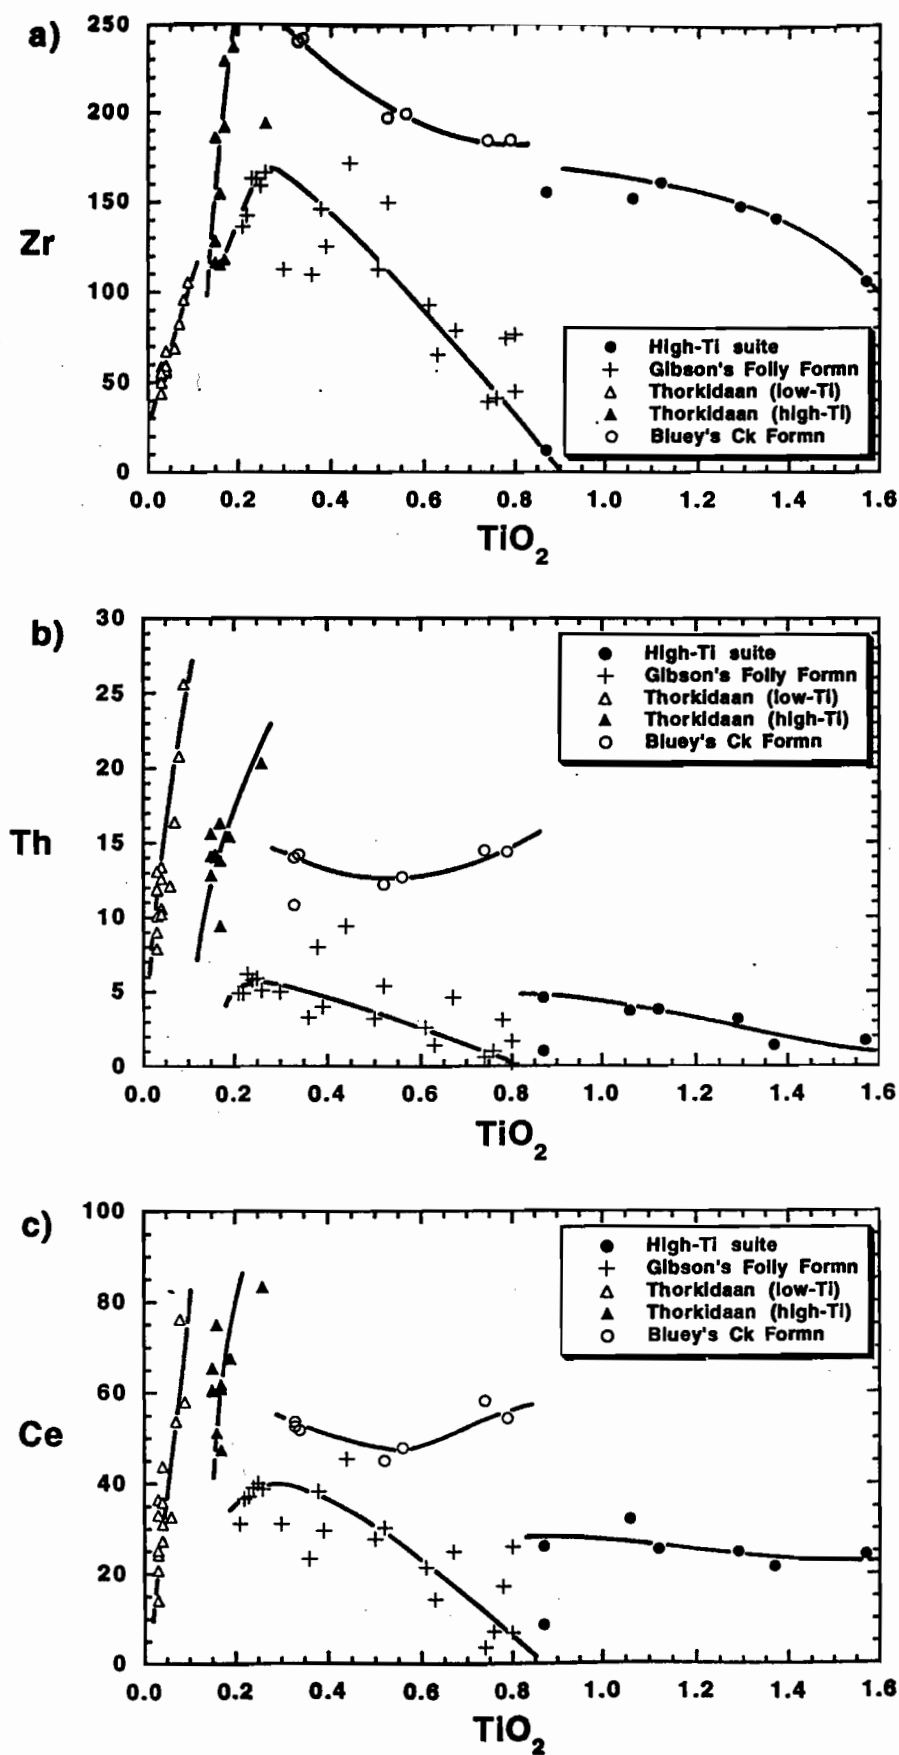 a)
250
200
150
100
50
0
Zr
High-Ti suite
Gibson's Folly Formn
Thorkidaan (low-Ti)
Thorkidaan (high-Ti)
Bluey's Ck Formn
0.0 0.2 0.4 0.6 0.8 1.0 1.2 1.4 1.6
TiO2
b)
30
25
20
15
10
5
0
Th
High-Ti suite
Gibson's Folly Formn
Thorkidaan (low-Ti)
Thorkidaan (high-Ti)
Bluey's Ck Formn
0.0 0.2 0.4 0.6 0.8 1.0 1.2 1.4 1.6
TiO2
c)
100
80
60
40
20
0
Ce
High-Ti suite
Gibson's Folly Formn
Thorkidaan (low-Ti)
Thorkidaan (high-Ti)
Bluey's Ck Formn
0.0 0.2 0.4 0.6 0.8 1.0 1.2 1.4 1.6
TiO2